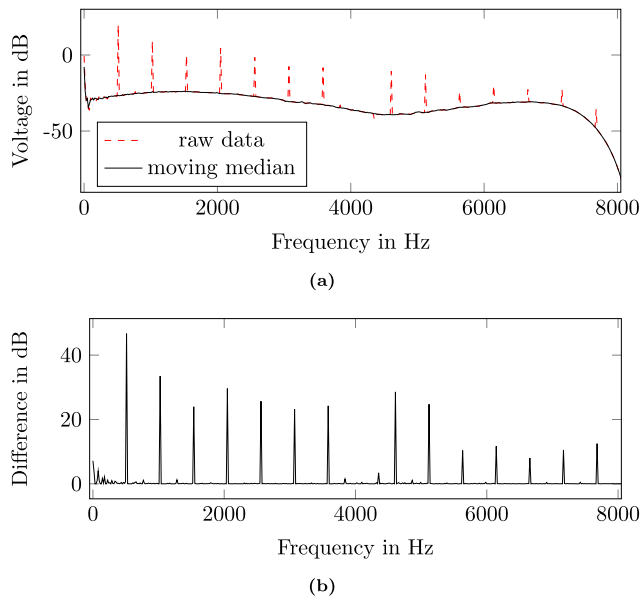 0
-50
Voltage in dB
raw data
moving median
0 2000 4000 6000 8000
Frequency in Hz
(a)
40
20
0
Difference in dB
0 2000 4000 6000 8000
Frequency in Hz
(b)